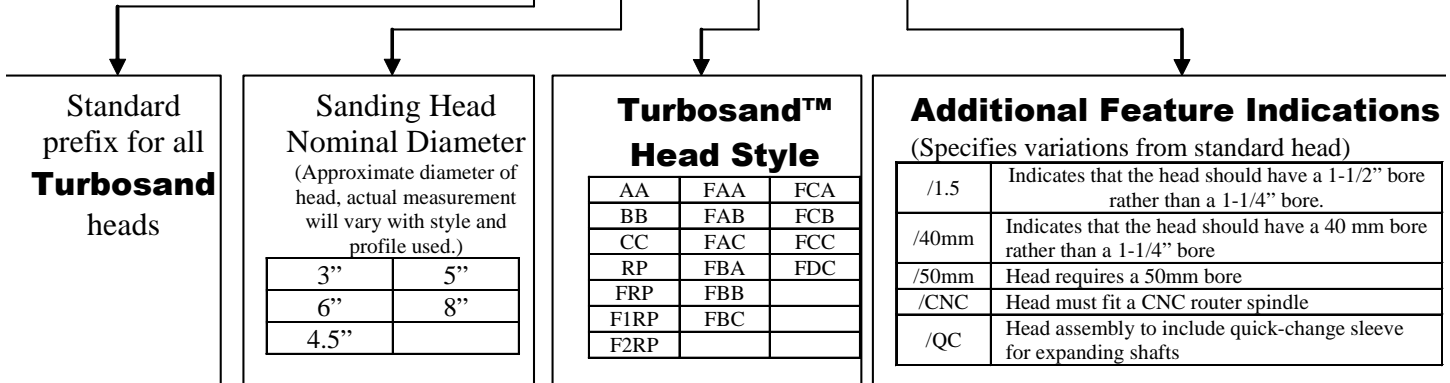 Standard
prefix for all
Turbosand
heads
Sanding Head
Nominal Diameter
(Approximate diameter of
head, actual measurement
will vary with style and
profile used.)
3” 5”
6” 8”
4.5”
Turbosand™
Head Style
AA FAA FCA
BB FAB FCB
CC FAC FCC
RP FBA FDC
FRP FBB
F1RP FBC
F2RP
Additional Feature Indications
(Specifies variations from standard head)
/1.5 Indicates that the head should have a 1-1/2” bore
rather than a 1-1/4” bore.
/40mm Indicates that the head should have a 40 mm bore
rather than a 1-1/4” bore
/50mm Head requires a 50mm bore
/CNC Head must fit a CNC router spindle
/QC Head assembly to include quick-change sleeve
for expanding shafts